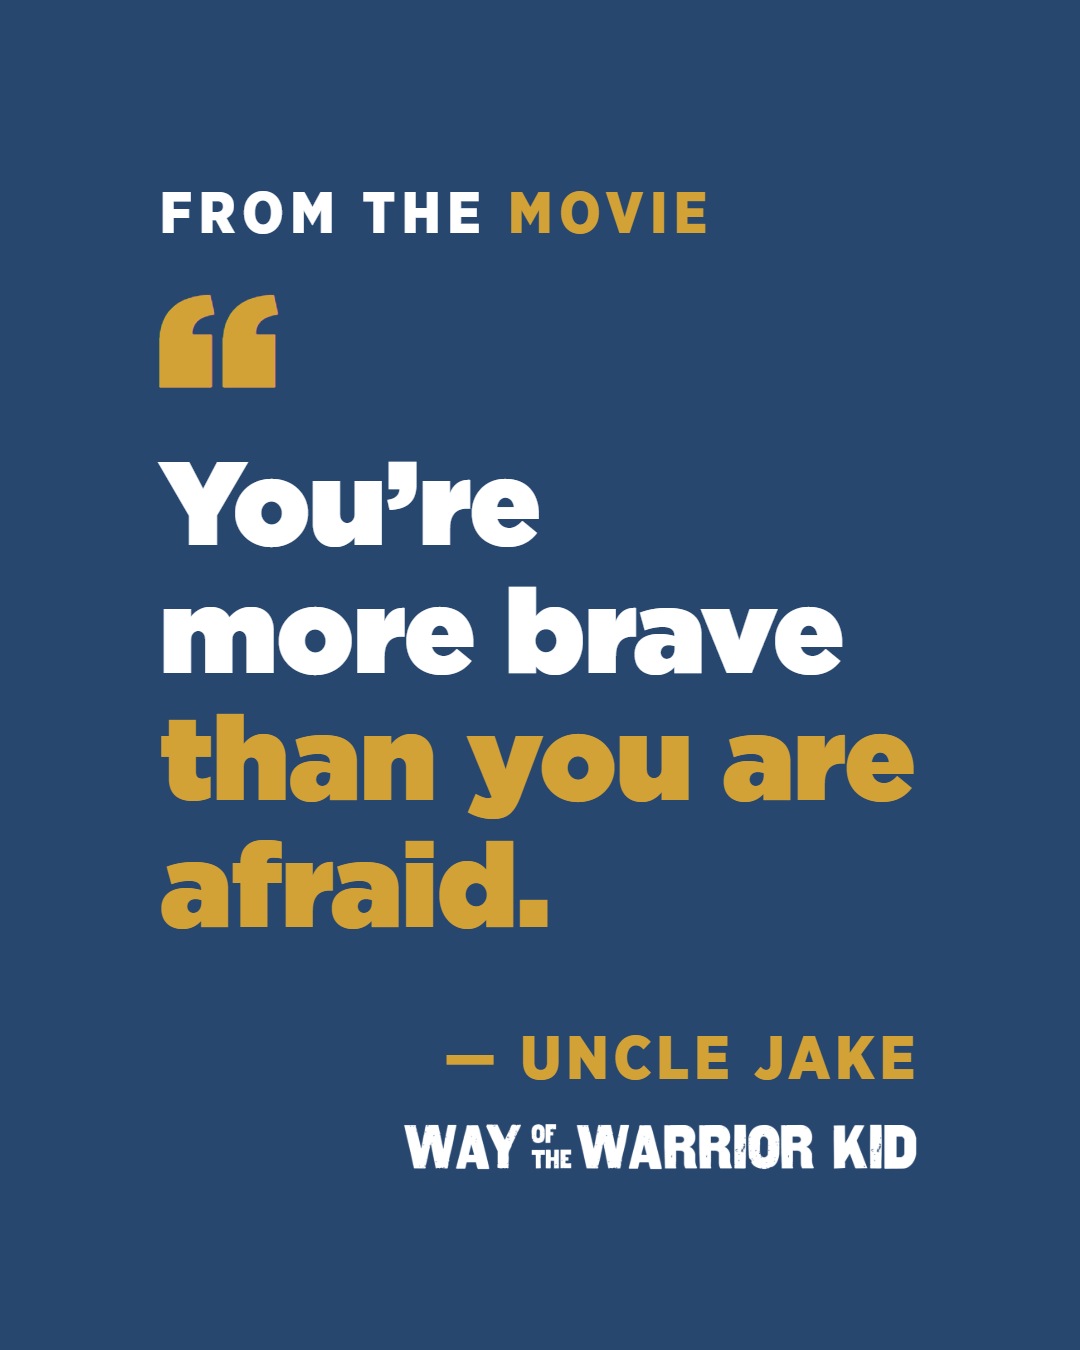 FROM THE MOVIE
“
You’re
more brave
than you are
afraid.
— UNCLE JAKE
WAY OF THE WARRIOR KID